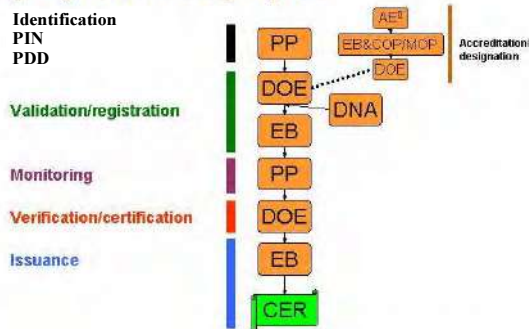 Identification
PIN
PDD
PP
AE
EB&COP/MOP
DOE
Accreditation/
designation
DOE
DNA
Validation/registration
EB
Monitoring
PP
Verification/certification
DOE
Issuance
EB
CER